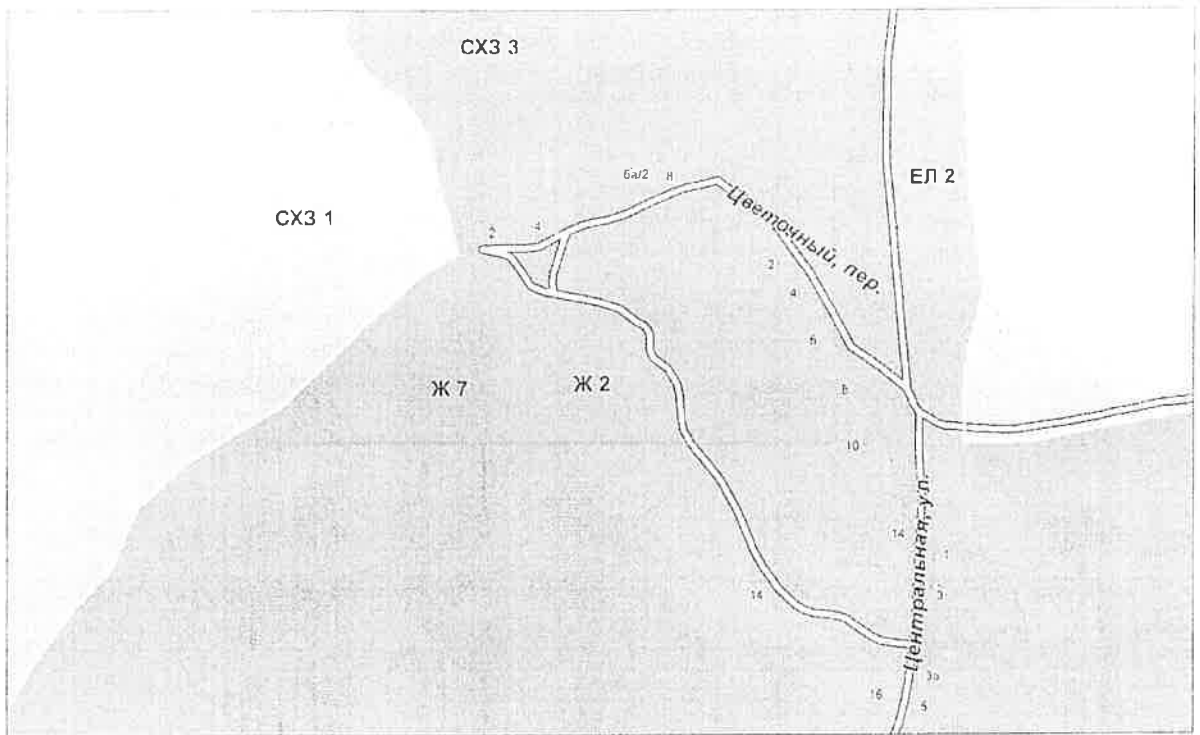 СХЗ 3
ЕЛ 2
6а/2
8
СХЗ 1
2
4
Цветочный, пер.
2
4
6
Ж 7
Ж 2
8
10
Центральная, ул.
14
1
3
14
3а
16
5